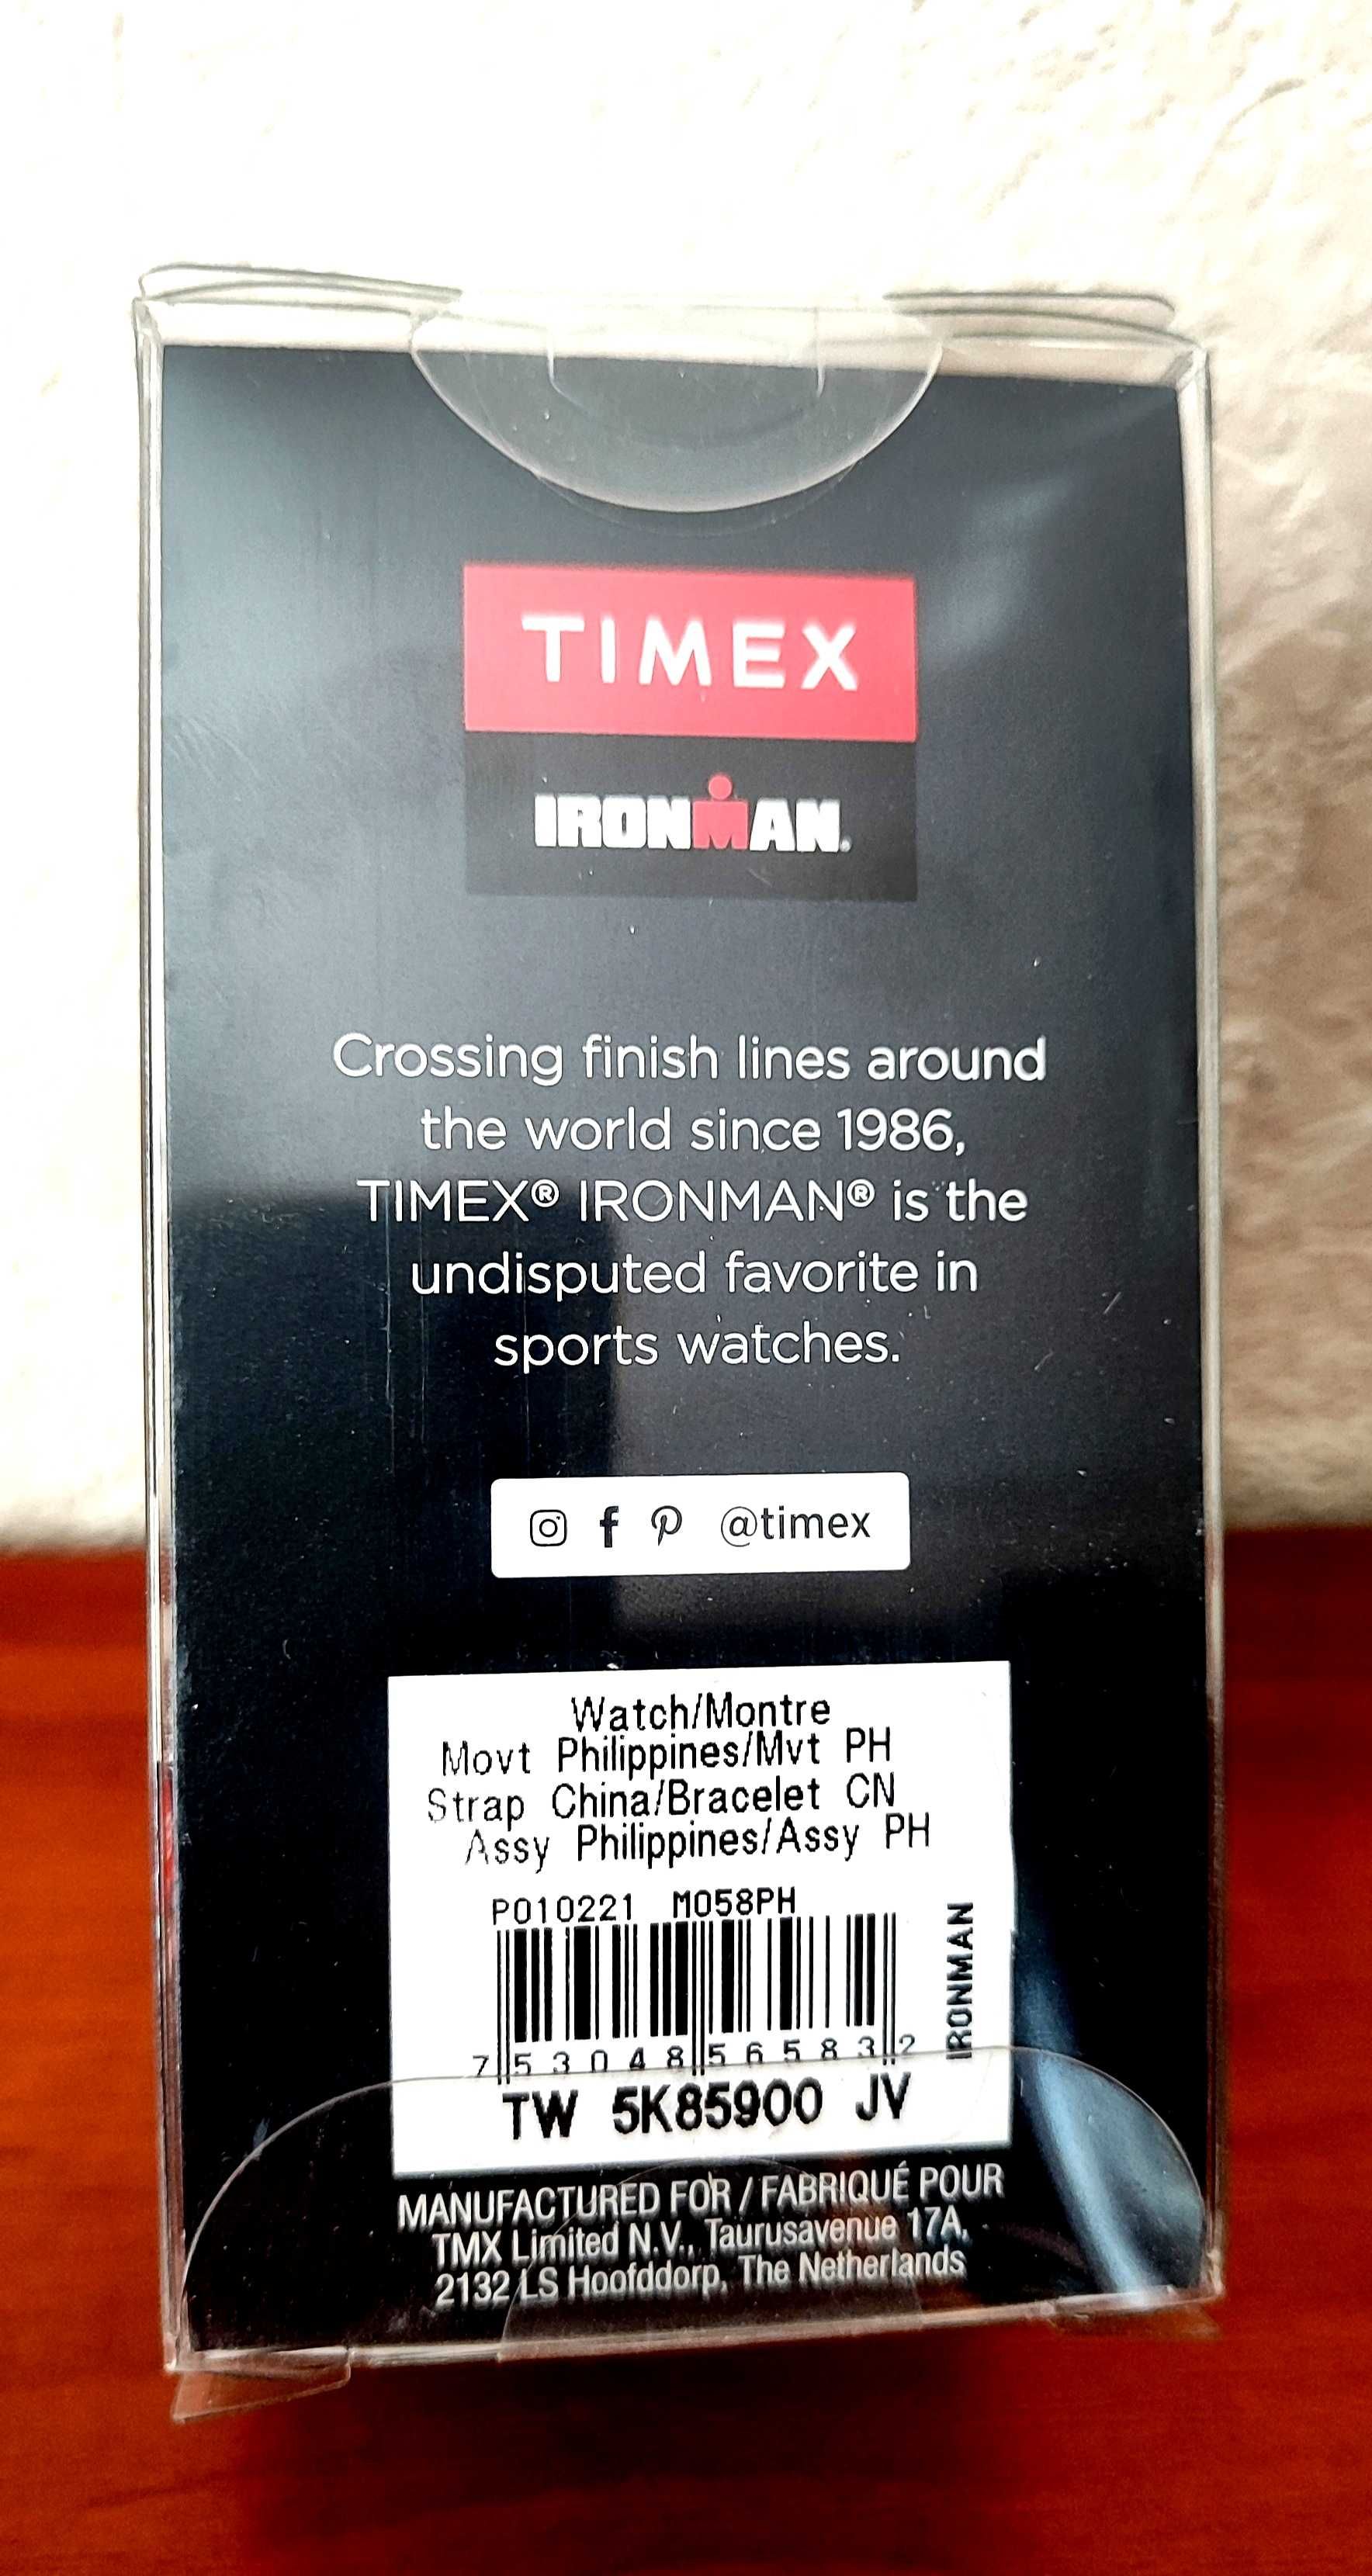 TIMEX
IRONMAN®
Crossing finish lines around
the world since 1986,
TIMEX® IRONMAN® is the
undisputed favorite in
sports watches.
@timex
Watch/Montre
Movt Philippines/Mvt PH
Strap China/Bracelet CN
Assy Philippines/Assy PH
P010221 M058PH
IRONMAN
7 53048 56583 2
TW 5K85900 JV
MANUFACTURED FOR / FABRIQUÉ POUR
TMX Limited N.V., Taurusavenue 17A,
2132 LS Hoofddorp, The Netherlands